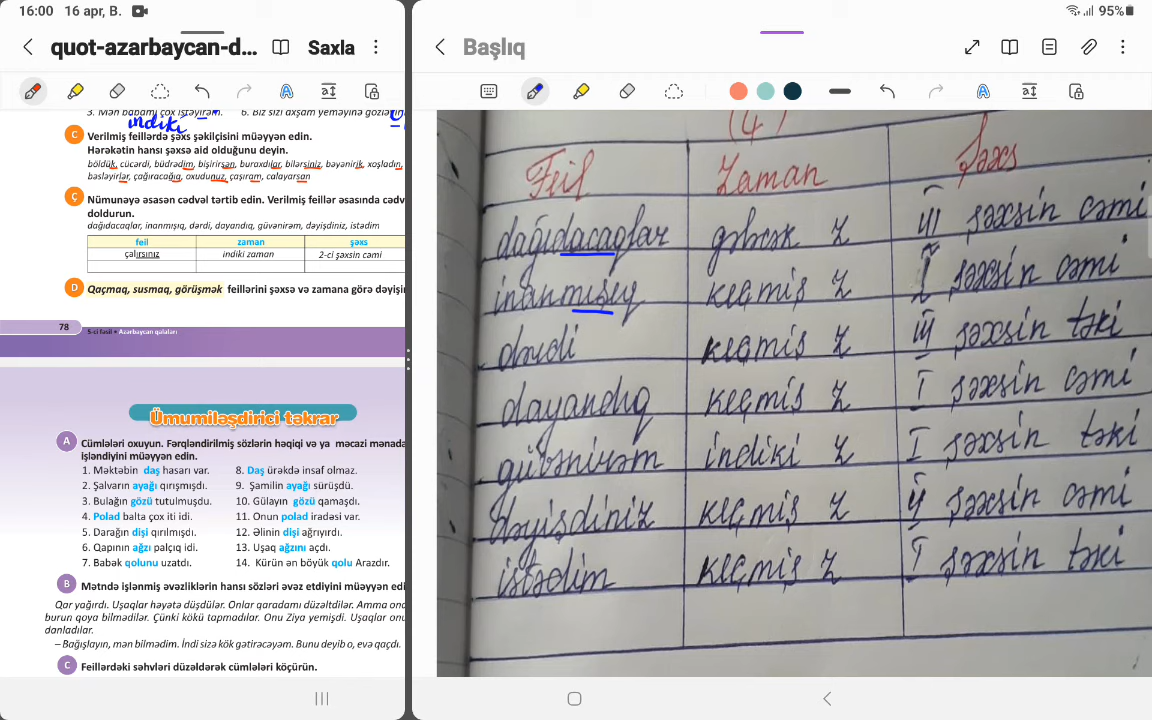 16:00 16 apr, B.
95%
quot-azarbaycan-d...
Saxla
Başlıq
3. Mən babamı çox istəyirəm. 6. Biz sizi axşam yeməyinə gözləyir
indiki
C Verilmiş feillərdə şəxs şəkilçisini müəyyən edin.
Hərəkətin hansı şəxsə aid olduğunu deyin.
böldük, cücərdi, büdrədim, bişirirsən, buraxdılar, bilərsiniz, bəyənirik, xoşladın,
bəsləyirlər, çağıracağıq, oxudunuz, çaşıram, calayarsan
Ç Nümunəyə əsasən cədvəl tərtib edin. Verilmiş feillər əsasında cədv
doldurun.
dağıdacaqlar, inanmışıq, dərdi, dayandıq, güvənirəm, dəyişdiniz, istədim
feil zaman şəxs
çalırsınız indiki zaman 2-ci şəxsin cəmi
D Qaçmaq, susmaq, görüşmək feillərini şəxsə və zamana görə dəyişin
78 5-ci fəsil • Azərbaycan qalaları
Ümumiləşdirici təkrar
A Cümlələri oxuyun. Fərqləndirilmiş sözlərin həqiqi və ya məcazi mənada
işləndiyini müəyyən edin.
1. Məktəbin daş hasarı var. 8. Daş ürəkdə insaf olmaz.
2. Şalvarın ayağı qırışmışdı. 9. Şamilin ayağı sürüşdü.
3. Bulağın gözü tutulmuşdu. 10. Gülayın gözü qamaşdı.
4. Polad balta çox iti idi. 11. Onun polad iradəsi var.
5. Darağın dişi qırılmışdı. 12. Əlinin dişi ağrıyırdı.
6. Qapının ağzı palçıq idi. 13. Uşaq ağzını açdı.
7. Babək qolunu uzatdı. 14. Kürün ən böyük qolu Arazdır.
B Mətndə işlənmiş əvəzliklərin hansı sözləri əvəz etdiyini müəyyən edi
Qar yağırdı. Uşaqlar həyətə düşdülər. Onlar qaradamı düzəltdilər. Amma ona
burun qoya bilmədilər. Çünki kökü tapmadılar. Onu Ziya yemişdi. Uşaqlar onu
danladılar.
– Bağışlayın, mən bilmədim. İndi sizə kök gətirəcəyəm. Bunu deyib o, evə qaçdı.
C Feillərdəki səhvləri düzəldərək cümlələri köçürün.
(4)
Feil Zaman Şəxs
dağıdacaqlar gələcək z III şəxsin cəmi
inanmışıq keçmiş z I şəxsin cəmi
dərdi keçmiş z III şəxsin təki
dayandıq keçmiş z I şəxsin cəmi
güvənirəm indiki z I şəxsin təki
dəyişdiniz keçmiş z II şəxsin cəmi
istədim keçmiş z I şəxsin təki